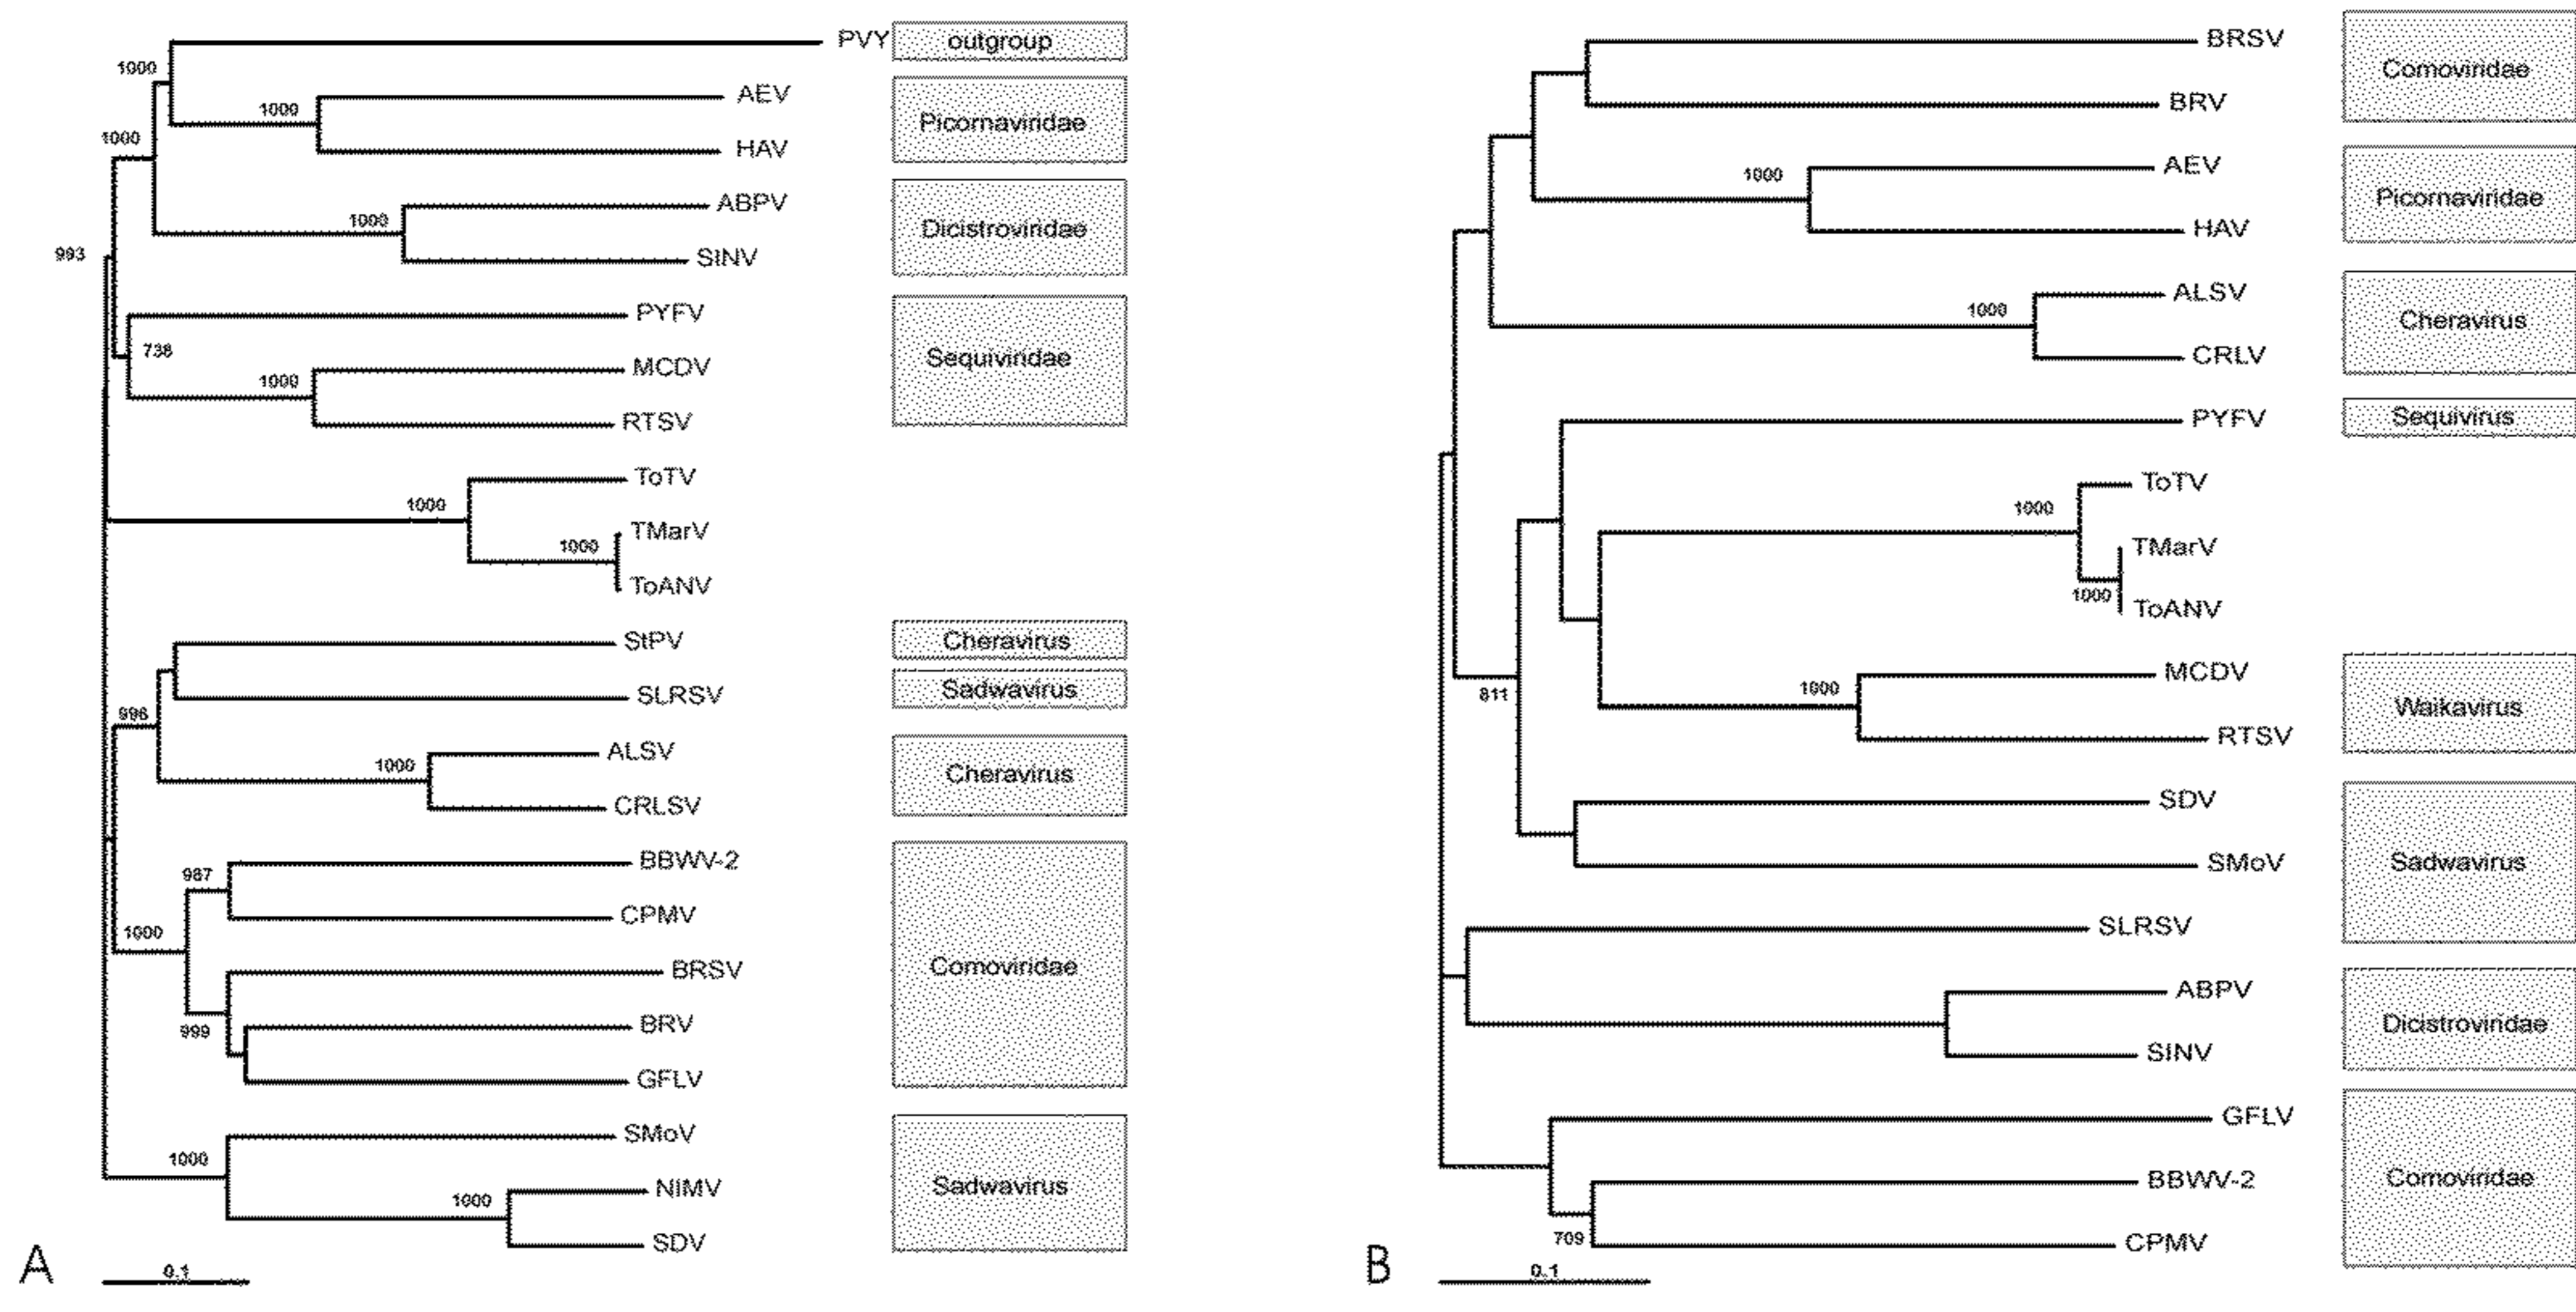 PVY outgroup
1000
AEV
1000
Picornaviridae
1000
HAV
ABPV
1000
Dicistroviridae
993
SINV
PYFV
738
Sequiviridae
MCDV
1000
RTSV
ToTV
1000
TMarV
1000
ToANV
StPV Cheravirus
SLRSV Sadwavirus
996
ALSV
1000
Cheravirus
CRLSV
BBWV-2
987
CPMV
1000
BRSV
Comoviridae
BRV
999
GFLV
SMoV
1000
NIMV Sadwavirus
1000
SDV
A
0.1
BRSV
Comoviridae
BRV
AEV
1000
Picornaviridae
HAV
ALSV
1000
Cheravirus
CRLV
PYFV Sequivirus
ToTV
1000
TMarV
1000
ToANV
MCDV
1000
811
Waikavirus
RTSV
SDV
SMoV Sadwavirus
SLRSV
ABPV
Dicistrovindae
SINV
GFLV
BBWV-2 Comoviridae
709
CPMV
B
0.1